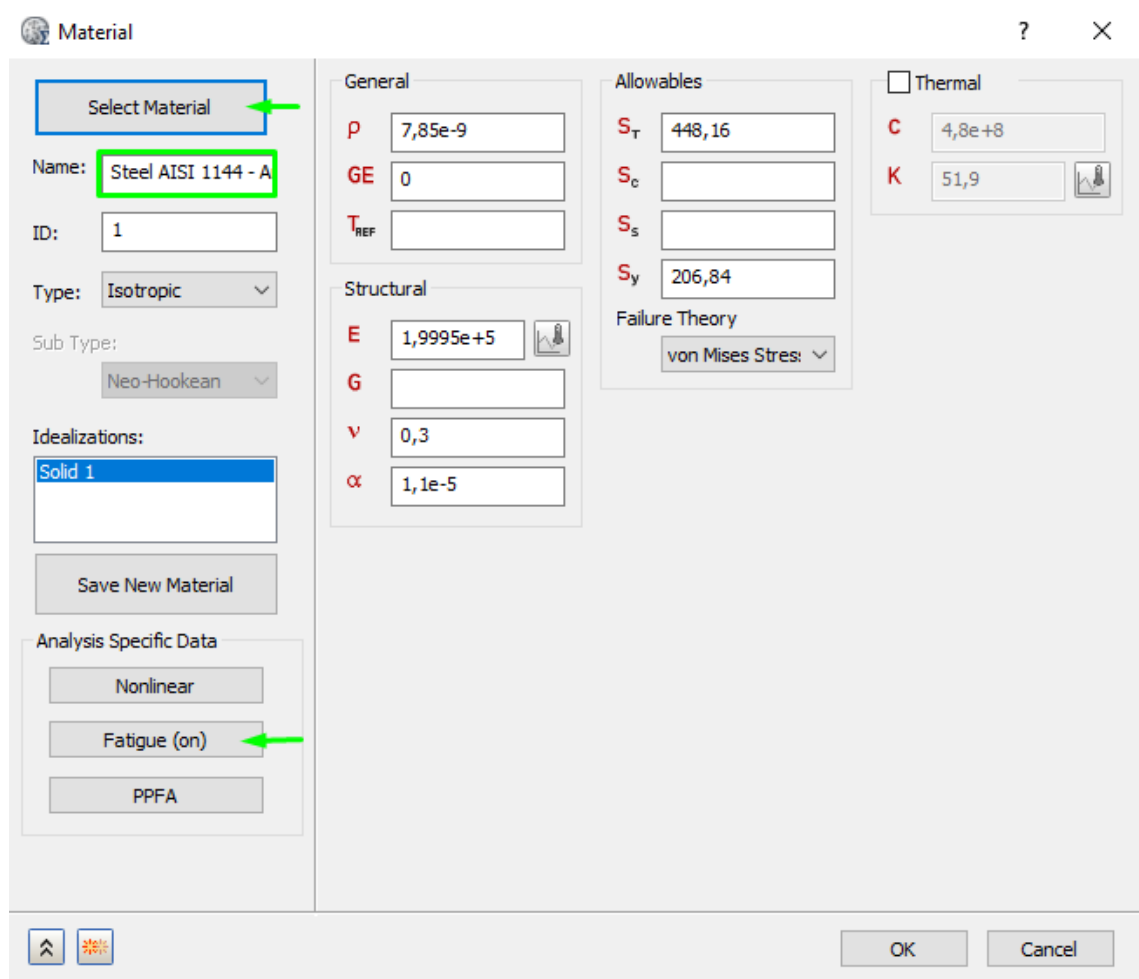 Material
?
Select Material
Name: Steel AISI 1144 - A
ID: 1
Type: Isotropic
Sub Type:
Neo-Hookean
Idealizations:
Solid 1
Save New Material
Analysis Specific Data
Nonlinear
Fatigue (on)
PPFA
General
ρ 7,85e-9
GE 0
TREF
Structural
E 1,9995e+5
G
ν 0,3
α 1,1e-5
Allowables
ST 448,16
Sc
Ss
Sy 206,84
Failure Theory
von Mises Stres
Thermal
C 4,8e+8
K 51,9
OK
Cancel